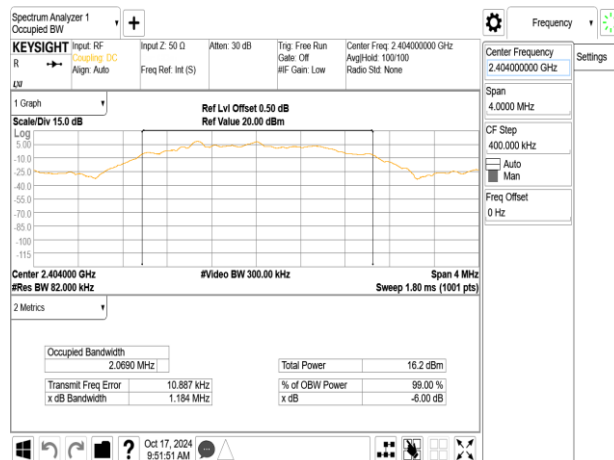 Spectrum Analyzer 1
Occupied BW
+
Frequency
KEYSIGHT
R
LXI
Input: RF
Coupling: DC
Align: Auto
Input Z: 50 Ω
Freq Ref: Int (S)
Atten: 30 dB
Trig: Free Run
Gate: Off
#IF Gain: Low
Center Freq: 2.404000000 GHz
Avg|Hold: 100/100
Radio Std: None
Center Frequency
2.404000000 GHz
Settings
Span
4.0000 MHz
CF Step
400.000 kHz
Auto
Man
Freq Offset
0 Hz
1 Graph
Scale/Div 15.0 dB
Ref Lvl Offset 0.50 dB
Ref Value 20.00 dBm
Log
5.00
-10.0
-25.0
-40.0
-55.0
-70.0
-85.0
-100
-115
Center 2.404000 GHz
#Res BW 82.000 kHz
#Video BW 300.00 kHz
Span 4 MHz
Sweep 1.80 ms (1001 pts)
2 Metrics
Occupied Bandwidth
2.0690 MHz
Total Power 16.2 dBm
Transmit Freq Error 10.887 kHz
% of OBW Power 99.00 %
x dB Bandwidth 1.184 MHz
x dB -6.00 dB
?
Oct 17, 2024
9:51:51 AM